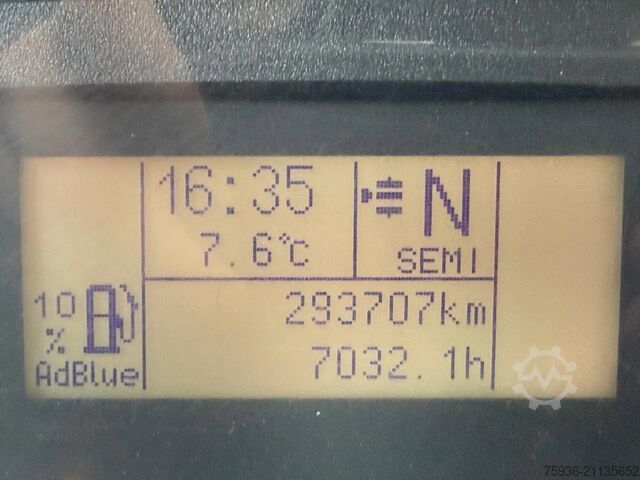 16:35
7.6°C
N
SEMI
10
%
AdBlue
293707km
7032.1h
75936-21135652